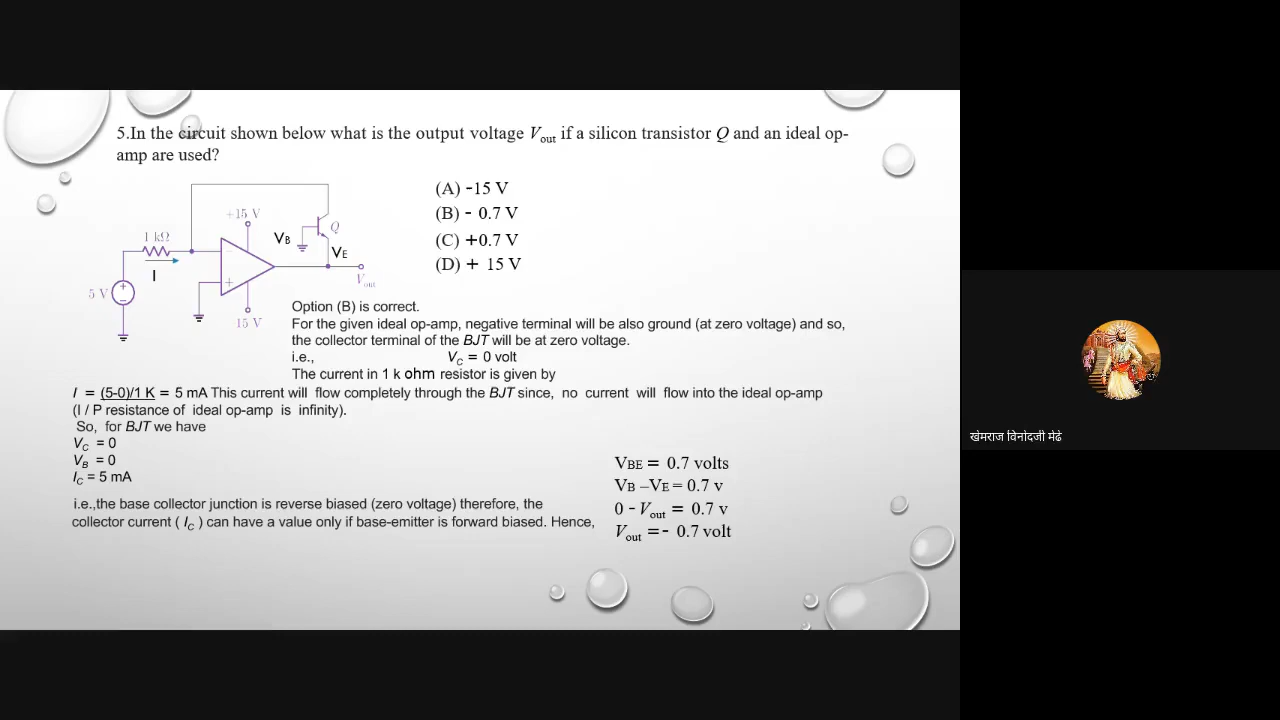 5.In the circuit shown below what is the output voltage Vout if a silicon transistor Q and an ideal op-
amp are used?
(A) -15 V
(B) - 0.7 V
(C) +0.7 V
(D) + 15 V
+15 V
1 kΩ
VB
Q
VE
I
5 V
Vout
15 V
Option (B) is correct.
For the given ideal op-amp, negative terminal will be also ground (at zero voltage) and so,
the collector terminal of the BJT will be at zero voltage.
i.e., VC = 0 volt
The current in 1 k ohm resistor is given by
I = (5-0)/1 K = 5 mA This current will flow completely through the BJT since, no current will flow into the ideal op-amp
(I / P resistance of ideal op-amp is infinity).
So, for BJT we have
VC = 0
VB = 0
IC = 5 mA
i.e.,the base collector junction is reverse biased (zero voltage) therefore, the
collector current ( IC ) can have a value only if base-emitter is forward biased. Hence,
VBE = 0.7 volts
VB –VE = 0.7 v
0 - Vout = 0.7 v
Vout = - 0.7 volt
खेमराज विनोदजी मेढे